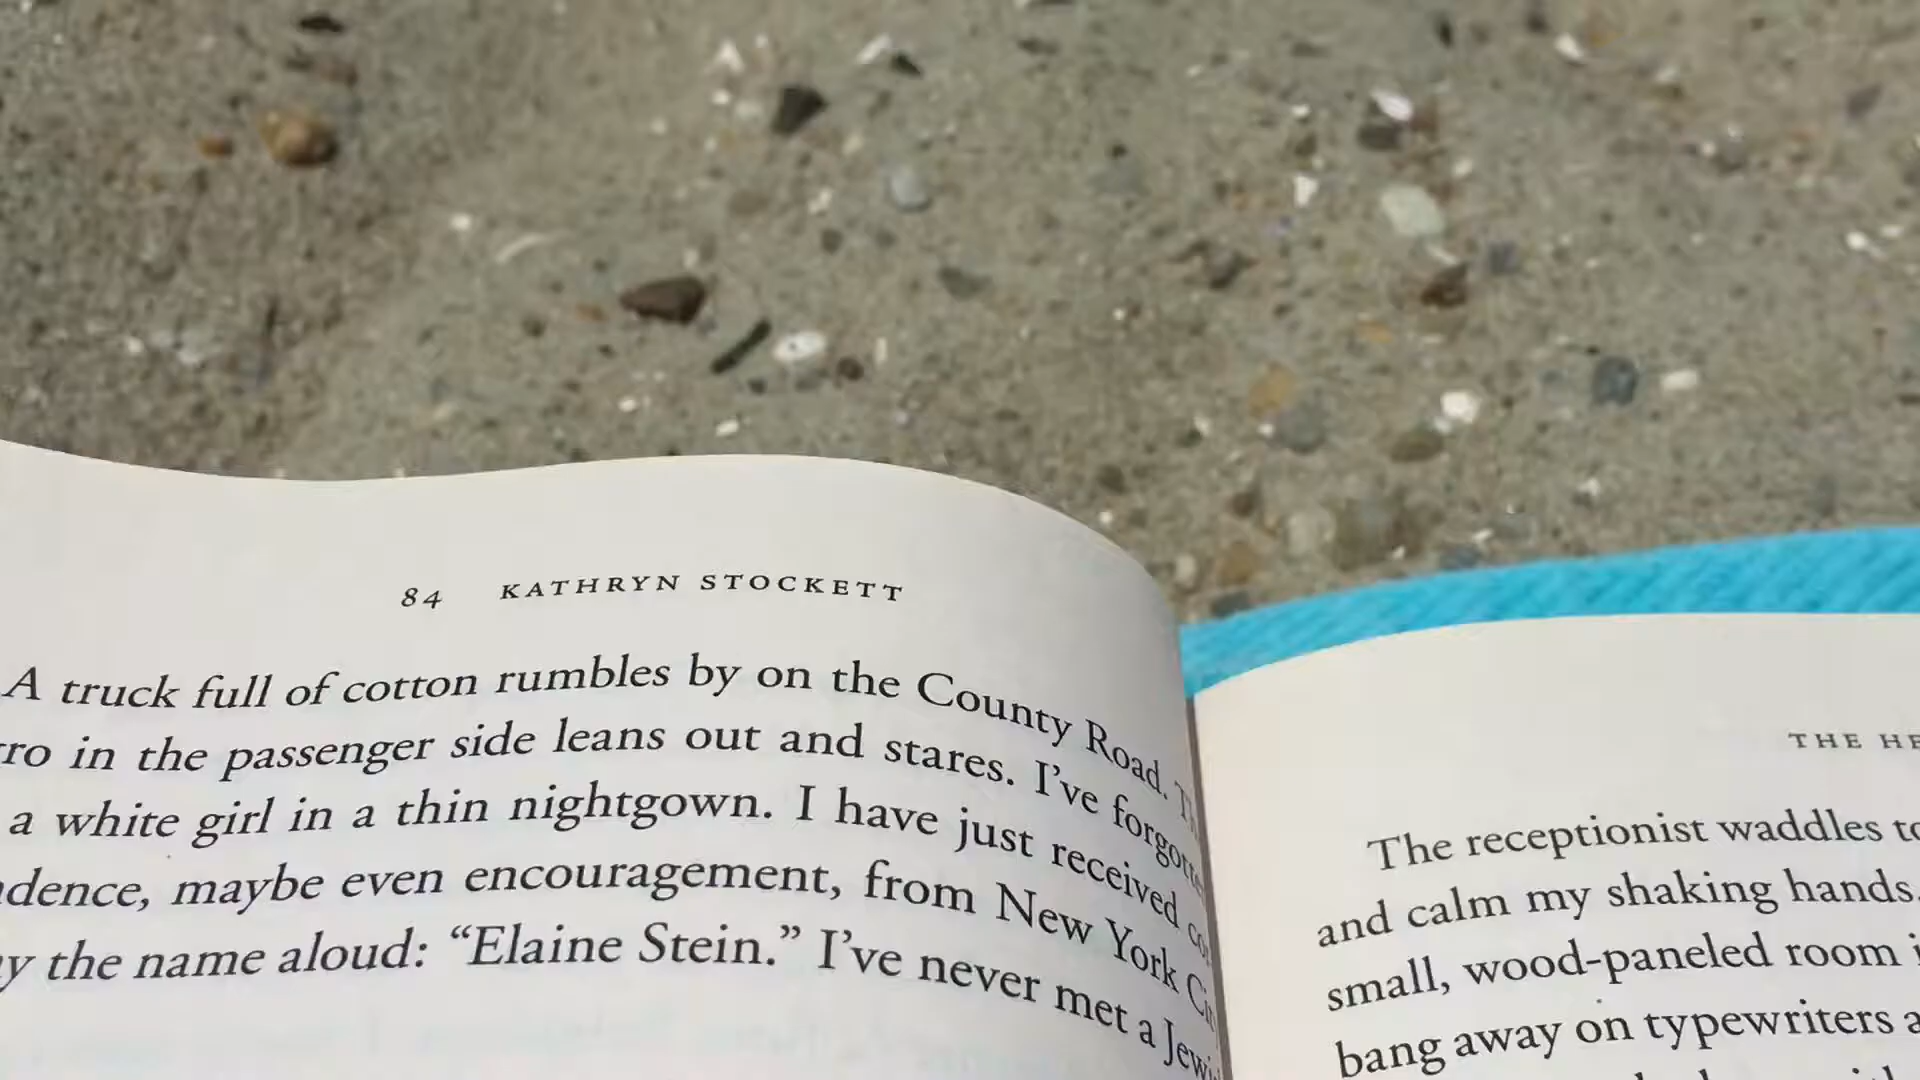 84 KATHRYN STOCKETT
A truck full of cotton rumbles by on the County Road.
in the passenger side leans out and stares. I've
a white girl in a thin nightgown. I have just received
maybe even encouragement, from New York
the name aloud: “Elaine Stein.” I've never met a
THE
The receptionist waddles
and calm my shaking hands.
small, wood-paneled room
bang away on typewriters